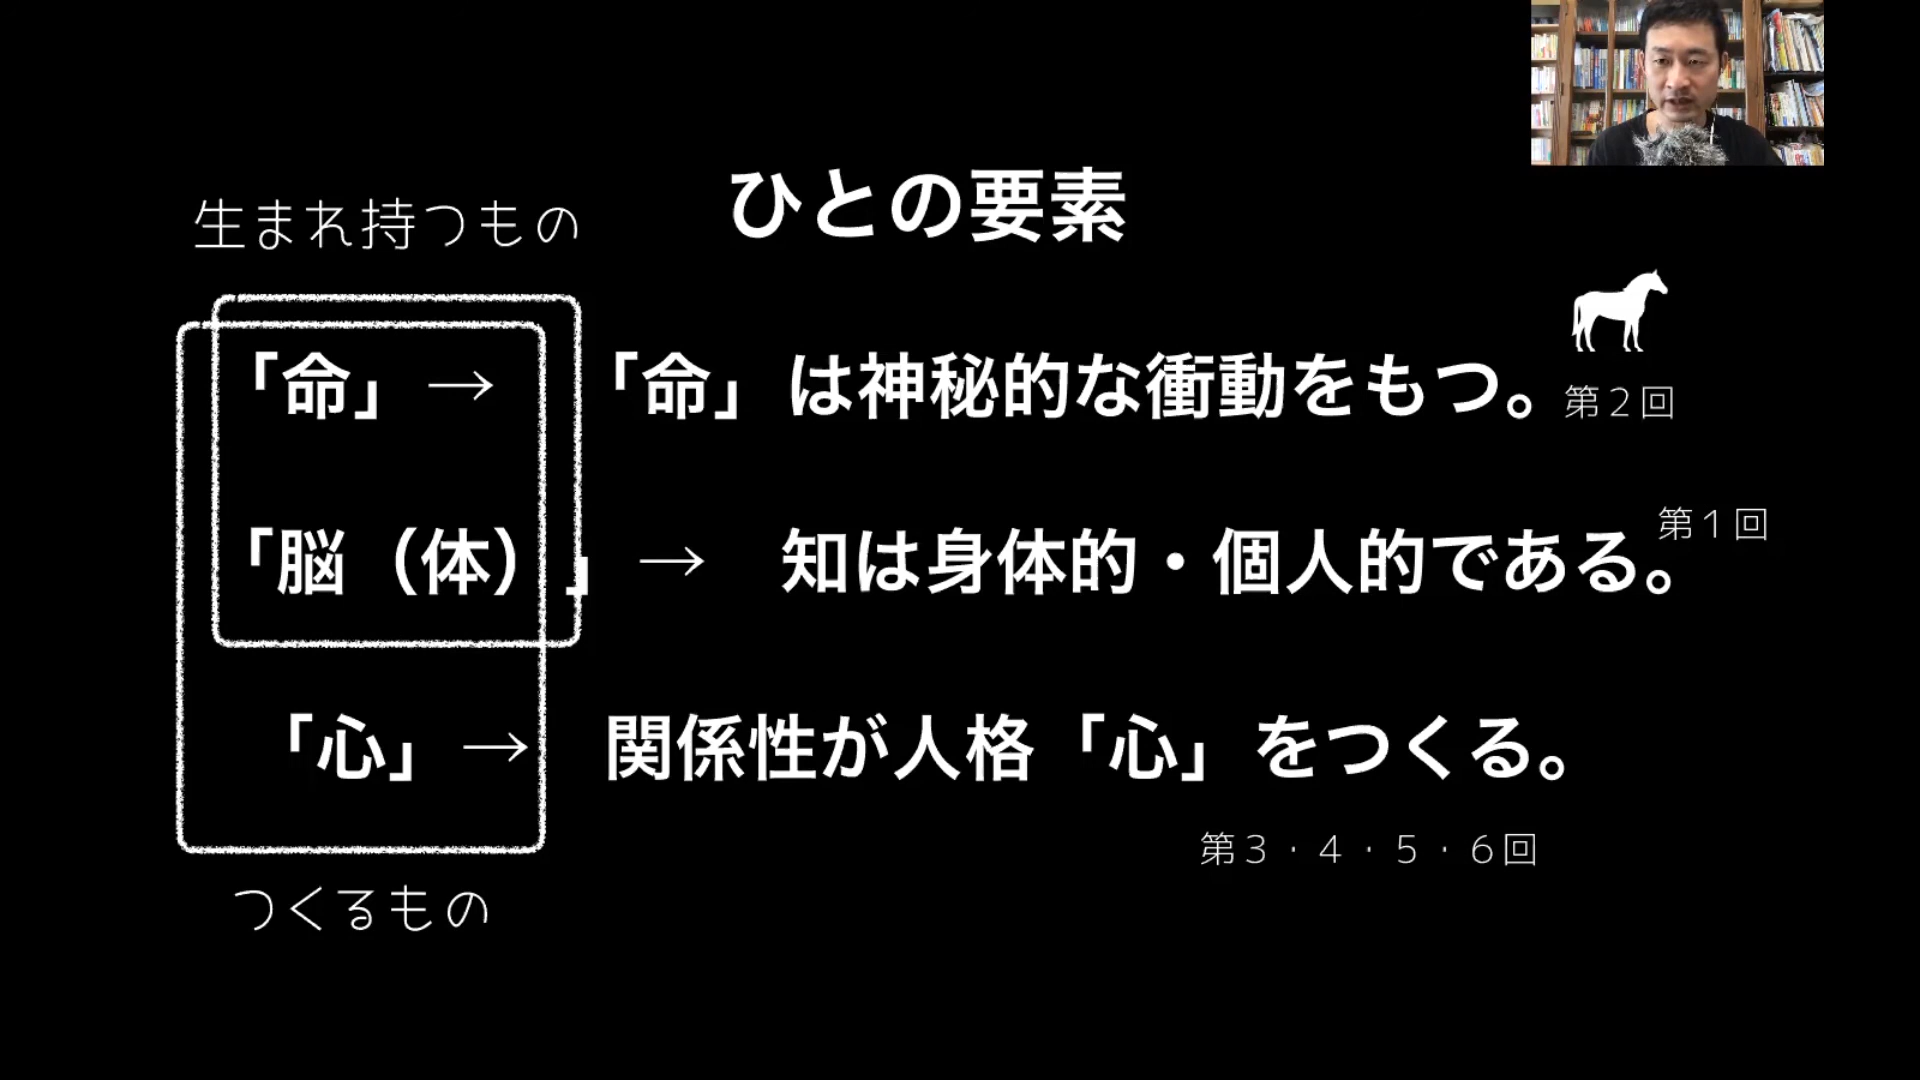 ひとの要素
生まれ持つもの
「命」→ 「命」は神秘的な衝動をもつ。
第２回
「脳（体）」→ 知は身体的・個人的である。
第１回
「心」→ 関係性が人格「心」をつくる。
第３・４・５・６回
つくるもの